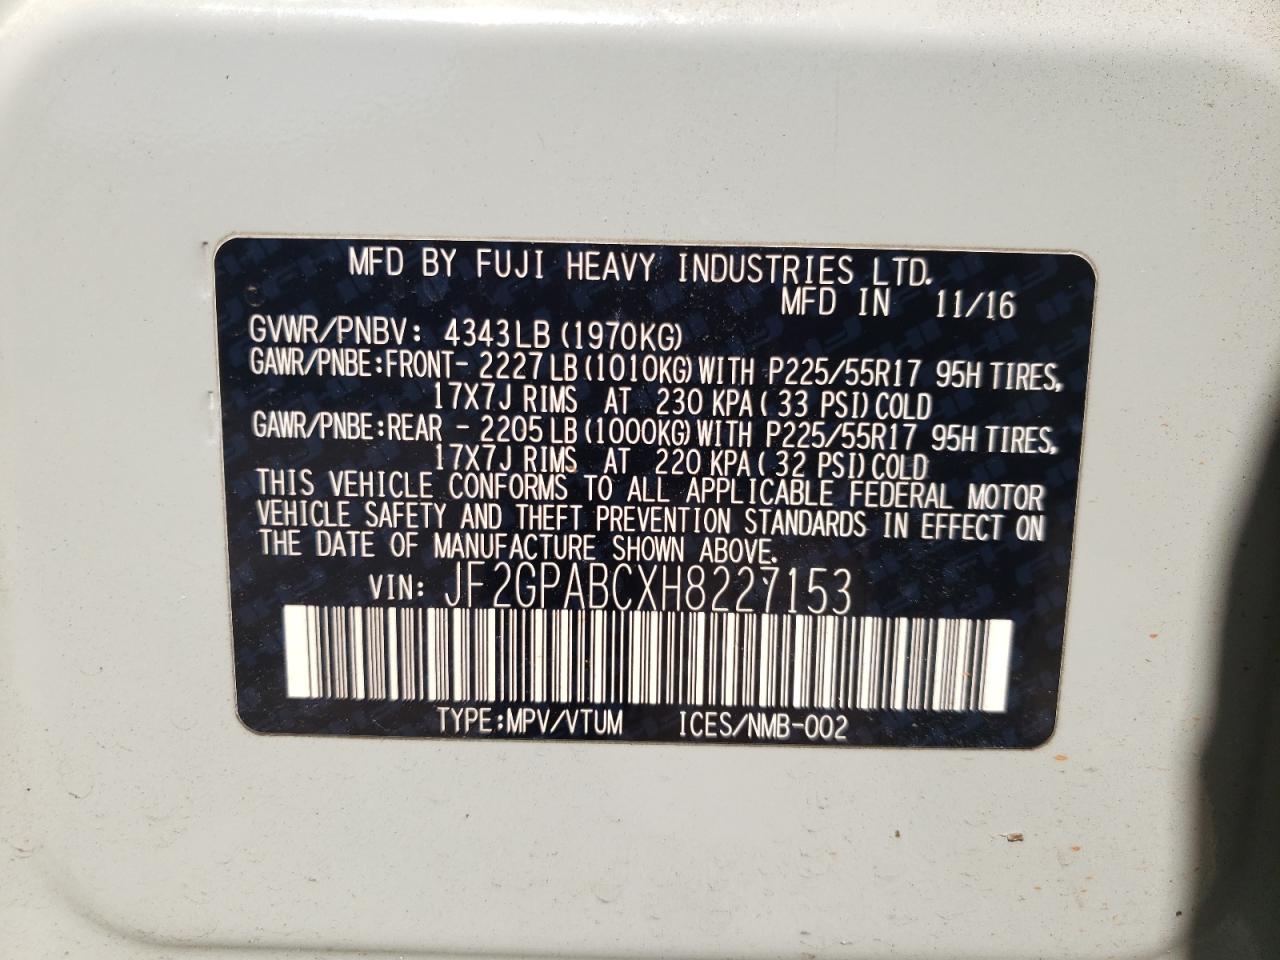 MFD BY FUJI HEAVY INDUSTRIES LTD.
MFD IN 11/16
GVWR/PNBV: 4343LB (1970KG)
GAWR/PNBE:FRONT- 2227LB (1010KG) WITH P225/55R17 95H TIRES,
17X7J RIMS AT 230 KPA ( 33 PSI) COLD
GAWR/PNBE:REAR - 2205LB (1000KG) WITH P225/55R17 95H TIRES,
17X7J RIMS AT 220 KPA ( 32 PSI) COLD
THIS VEHICLE CONFORMS TO ALL APPLICABLE FEDERAL MOTOR
VEHICLE SAFETY AND THEFT PREVENTION STANDARDS IN EFFECT ON
THE DATE OF MANUFACTURE SHOWN ABOVE.
VIN: JF2GPABCXH8227153
TYPE:MPV/VTUM ICES/NMB-002